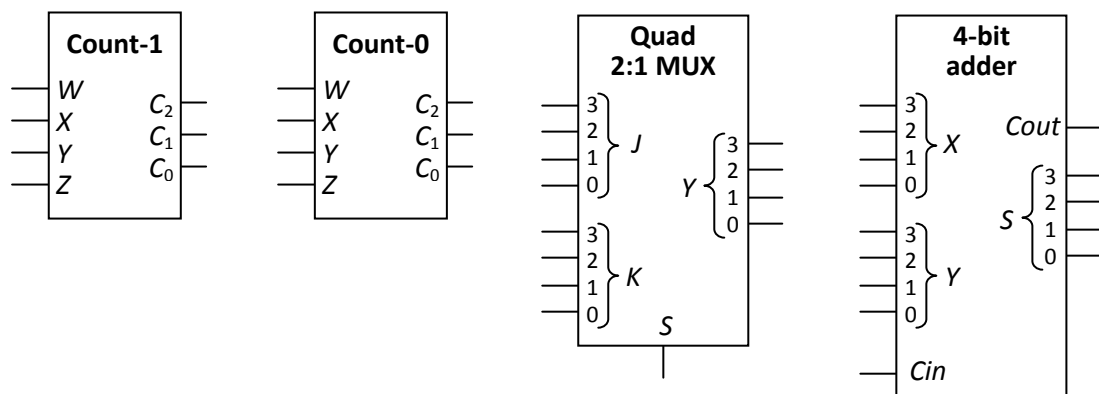 Count-1
W
X
Y
Z
C₂
C₁
C₀
Count-0
W
X
Y
Z
C₂
C₁
C₀
Quad
2:1 MUX
3
2
1
0
J
3
2
1
0
K
Y
3
2
1
0
S
4-bit
adder
3
2
1
0
X
3
2
1
0
Y
Cin
Cout
S
3
2
1
0